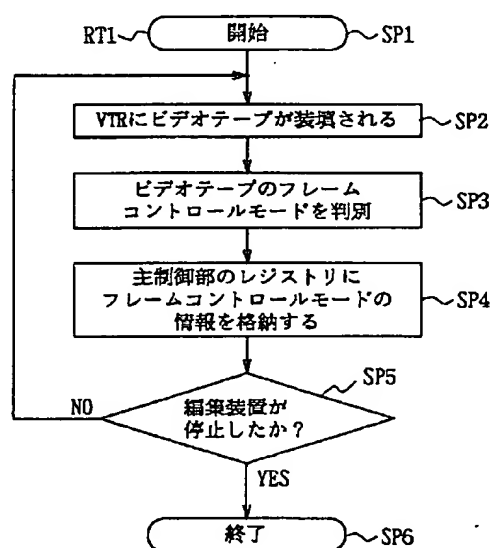 RT1
開始
SP1
VTRにビデオテープが装填される
SP2
ビデオテープのフレーム
コントロールモードを判別
SP3
主制御部のレジストリに
フレームコントロールモードの
情報を格納する
SP4
SP5
編集装置が
停止したか？
NO
YES
終了
SP6